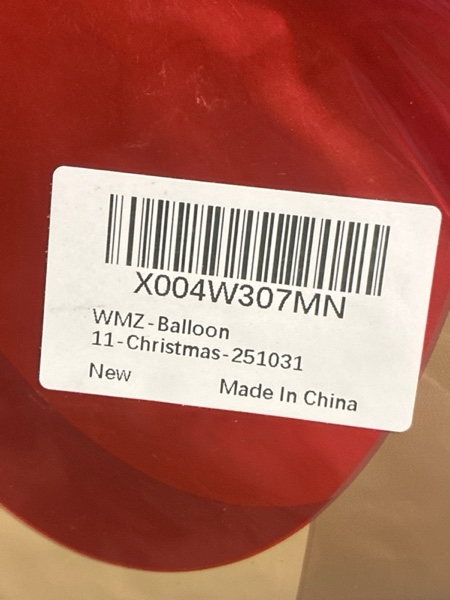 X004W307MN
WMZ-Balloon
11-Christmas-251031
New
Made In China